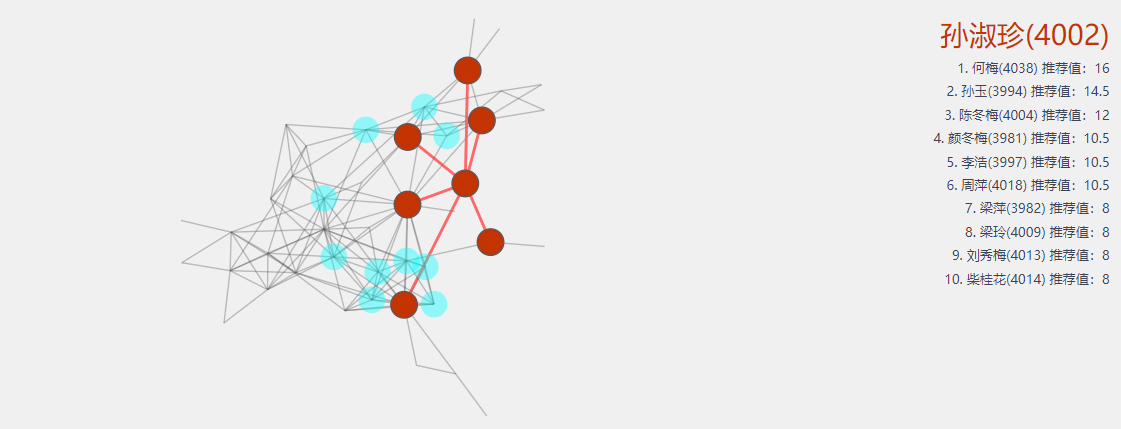 孙淑珍(4002)
1. 何梅(4038) 推荐值：16
2. 孙玉(3994) 推荐值：14.5
3. 陈冬梅(4004) 推荐值：12
4. 颜冬梅(3981) 推荐值：10.5
5. 李浩(3997) 推荐值：10.5
6. 周萍(4018) 推荐值：10.5
7. 梁萍(3982) 推荐值：8
8. 梁玲(4009) 推荐值：8
9. 刘秀梅(4013) 推荐值：8
10. 柴桂花(4014) 推荐值：8